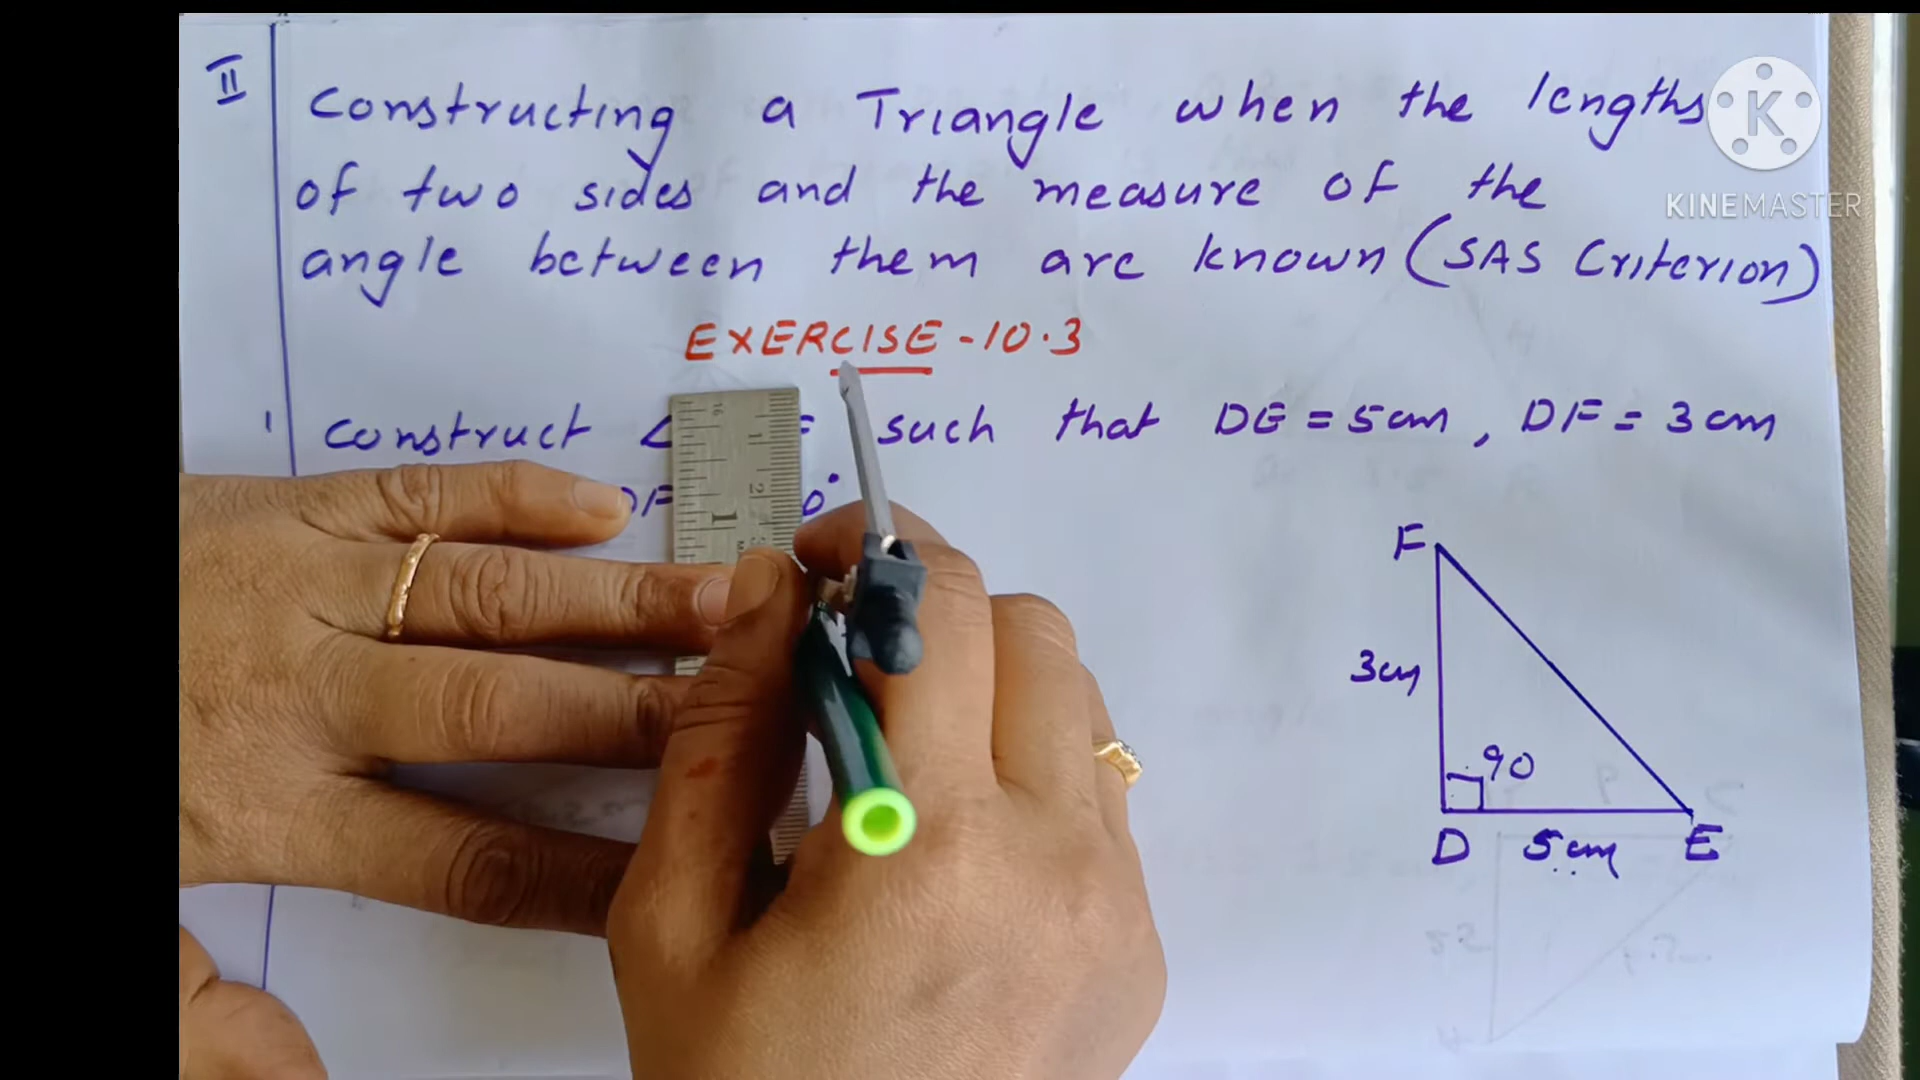 II
Constructing a Triangle when the lengths
of two sides and the measure of the
angle between them are known (SAS Criterion)
EXERCISE - 10.3
1 Construct such that DE = 5cm, DF = 3cm
F
3cm
90
D 5cm E
K
KINEMASTER